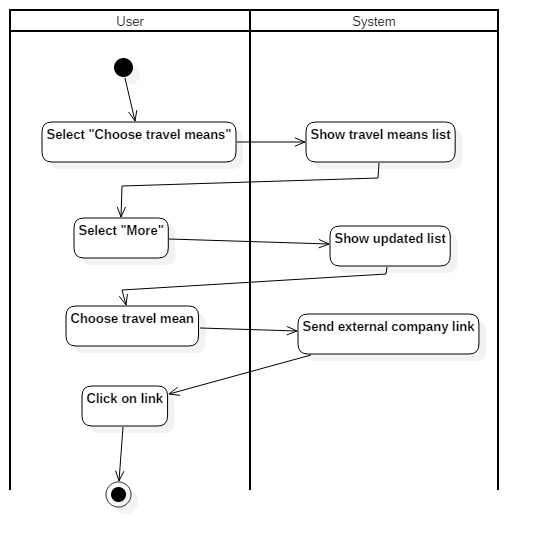 User
System
Select "Choose travel means"
Show travel means list
Select "More"
Show updated list
Choose travel mean
Send external company link
Click on link